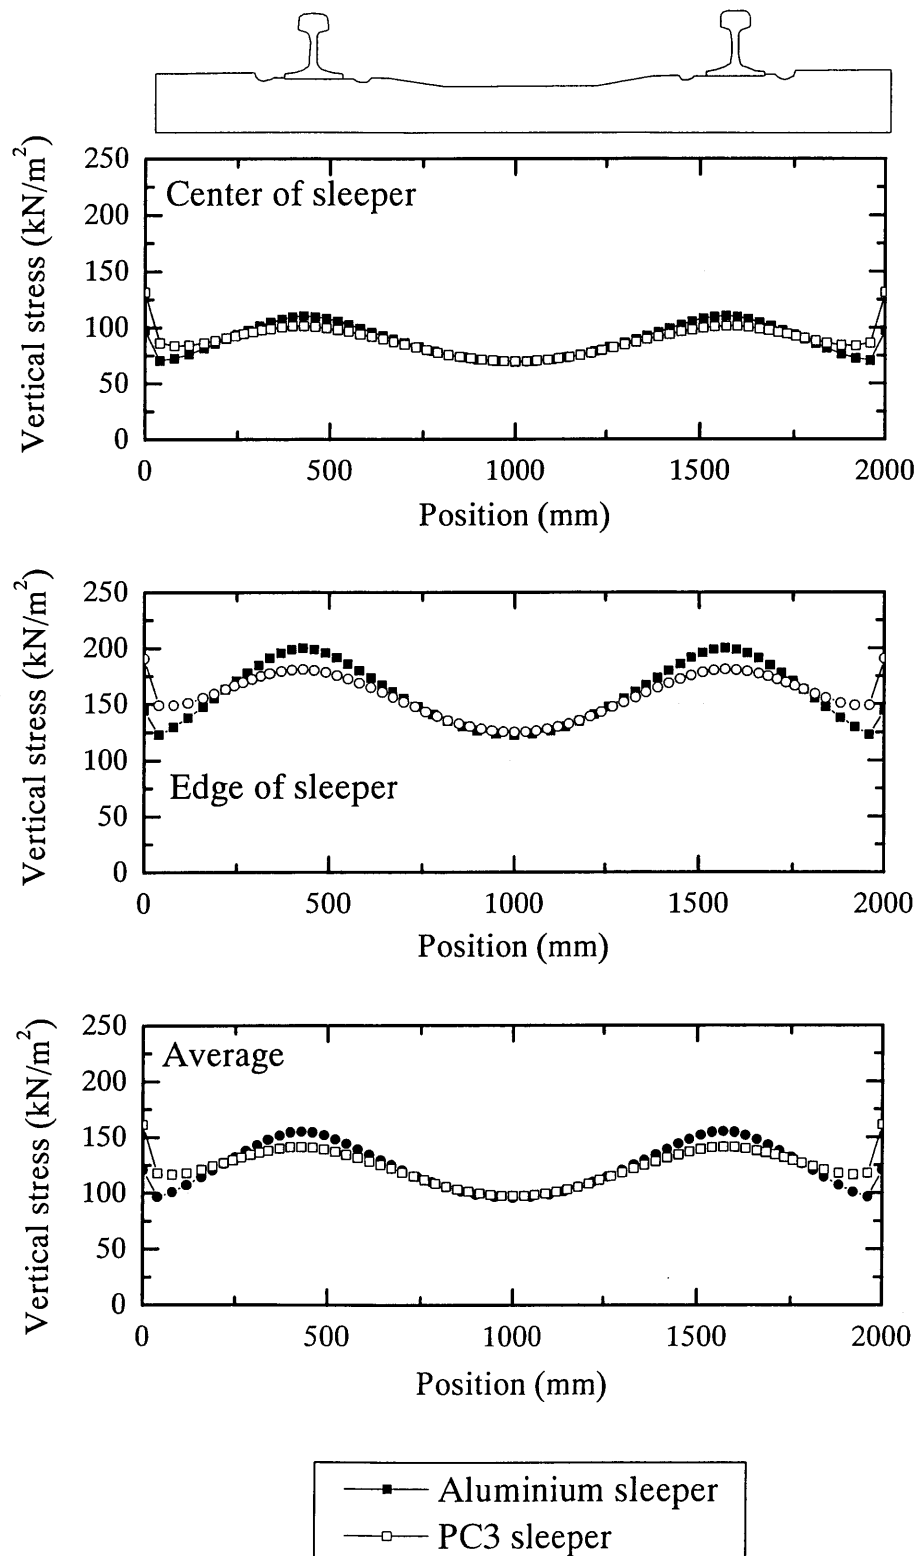 Vertical stress (kN/m²)
250
200
150
100
50
0
Center of sleeper
0 500 1000 1500 2000
Position (mm)
Vertical stress (kN/m²)
250
200
150
100
50
0
Edge of sleeper
0 500 1000 1500 2000
Position (mm)
Vertical stress (kN/m²)
250
200
150
100
50
0
Average
0 500 1000 1500 2000
Position (mm)
Aluminium sleeper
PC3 sleeper